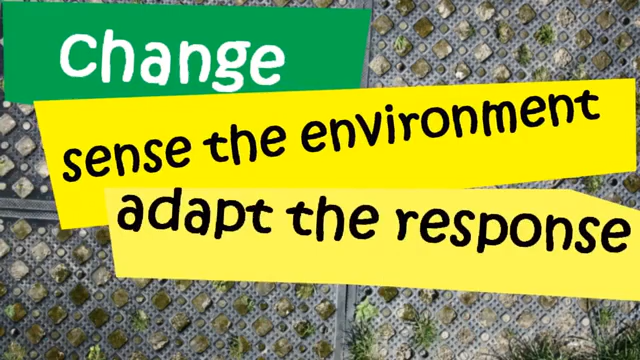 Change
sense the environment
adapt the response